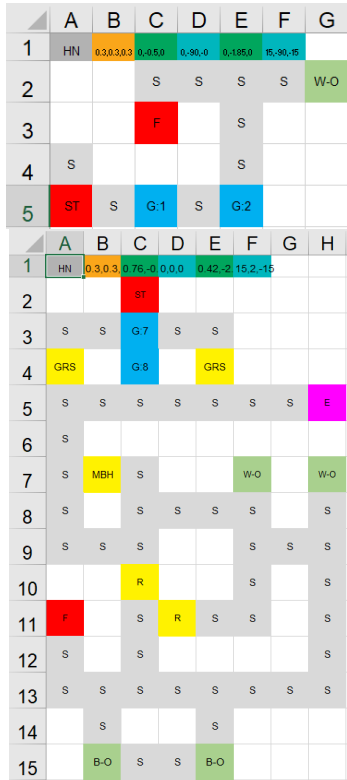 A B C D E F G
1 HN 0.3,0.3,0.3 0,-0.5,0 0,-90,-0 0,-1.85,0 15,-90,-15
2 S S S S W-O
3 F S
4 S S
5 ST S G:1 S G:2
A B C D E F G H
1 HN 0.3,0.3, 0.76,-0. 0,0,0 0.42,-2. 15,2,-15
2 ST
3 S S G:7 S S
4 GRS G:8 GRS
5 S S S S S S S E
6 S
7 S MBH S W-O W-O
8 S S S S S S
9 S S S S S S
10 R S S
11 F S R S S S
12 S S S
13 S S S S S S S S
14 S S
15 B-O S S B-O